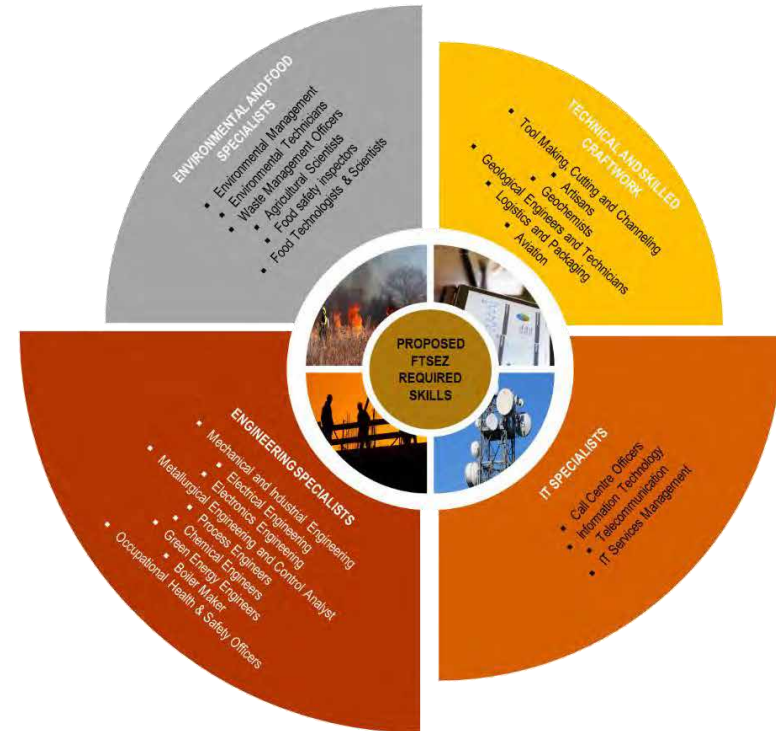 ENVIRONMENTAL AND FOOD
SPECIALISTS
▪ Environmental Management
▪ Environmental Technicians
▪ Waste Management Officers
▪ Agricultural Scientists
▪ Food safety inspectors
▪ Food Technologists & Scientists
TECHNICAL AND SKILLED
CRAFTWORK
▪ Tool Making, Cutting and Channeling
▪ Artisans
▪ Geochemists
▪ Geological Engineers and Technicians
▪ Logistics and Packaging
▪ Aviation
PROPOSED
FTSEZ
REQUIRED
SKILLS
ENGINEERING SPECIALISTS
▪ Mechanical and Industrial Engineering
▪ Electrical Engineering
▪ Electronics Engineering
▪ Metallurgical Engineering and Control Analyst
▪ Process Engineers
▪ Chemical Engineers
▪ Green Energy Engineers
▪ Boiler Maker
▪ Occupational Health & Safety Officers
IT SPECIALISTS
▪ Call Centre Officers
▪ Information Technology
▪ Telecommunication
▪ IT Services Management